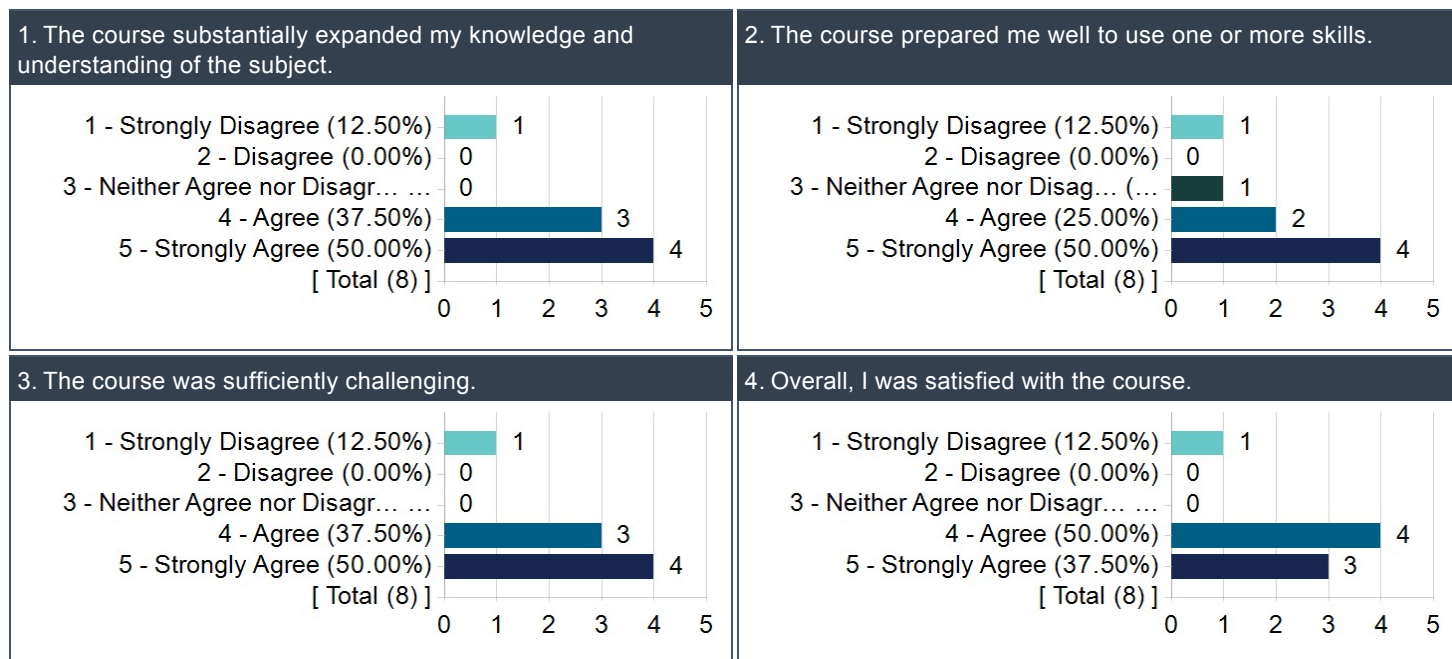 1. The course substantially expanded my knowledge and
understanding of the subject.
1 - Strongly Disagree (12.50%) 1
2 - Disagree (0.00%) 0
3 - Neither Agree nor Disagr... ... 0
4 - Agree (37.50%) 3
5 - Strongly Agree (50.00%) 4
[ Total (8) ]
0 1 2 3 4 5
2. The course prepared me well to use one or more skills.
1 - Strongly Disagree (12.50%) 1
2 - Disagree (0.00%) 0
3 - Neither Agree nor Disag... (... 1
4 - Agree (25.00%) 2
5 - Strongly Agree (50.00%) 4
[ Total (8) ]
0 1 2 3 4 5
3. The course was sufficiently challenging.
1 - Strongly Disagree (12.50%) 1
2 - Disagree (0.00%) 0
3 - Neither Agree nor Disagr... ... 0
4 - Agree (37.50%) 3
5 - Strongly Agree (50.00%) 4
[ Total (8) ]
0 1 2 3 4 5
4. Overall, I was satisfied with the course.
1 - Strongly Disagree (12.50%) 1
2 - Disagree (0.00%) 0
3 - Neither Agree nor Disagr... ... 0
4 - Agree (50.00%) 4
5 - Strongly Agree (37.50%) 3
[ Total (8) ]
0 1 2 3 4 5